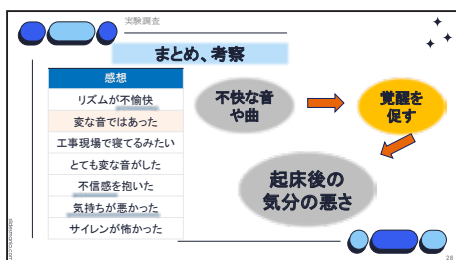 実験調査
まとめ、考察
感想
リズムが不愉快
変な音ではあった
工事現場で寝てるみたい
とても変な音がした
不信感を抱いた
気持ちが悪かった
サイレンが怖かった
不快な音
や曲
覚醒を
促す
起床後の
気分の悪さ
28